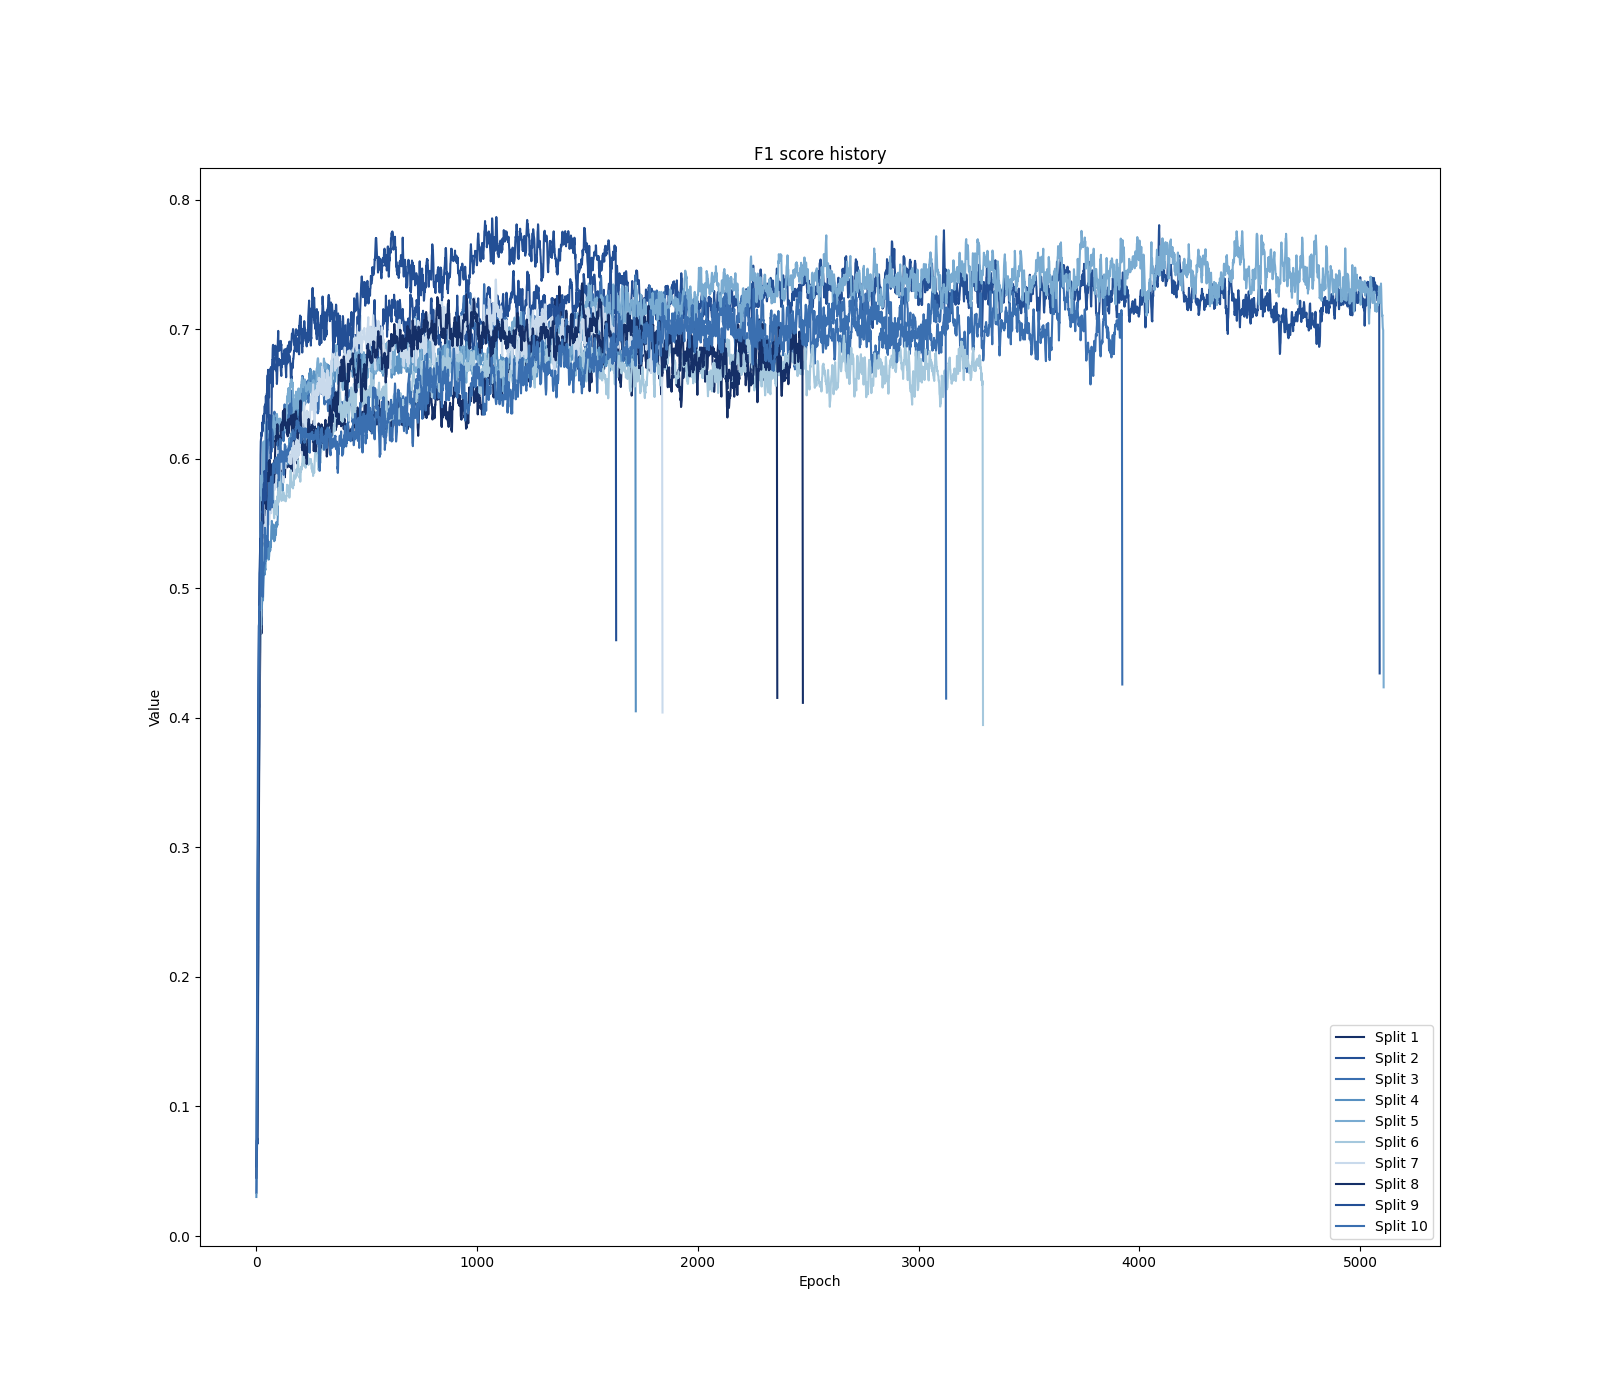 F1 score history
0.8
0.7
0.6
0.5
0.4
0.3
0.2
0.1
0.0
Value
0 1000 2000 3000 4000 5000
Epoch
Split 1
Split 2
Split 3
Split 4
Split 5
Split 6
Split 7
Split 8
Split 9
Split 10